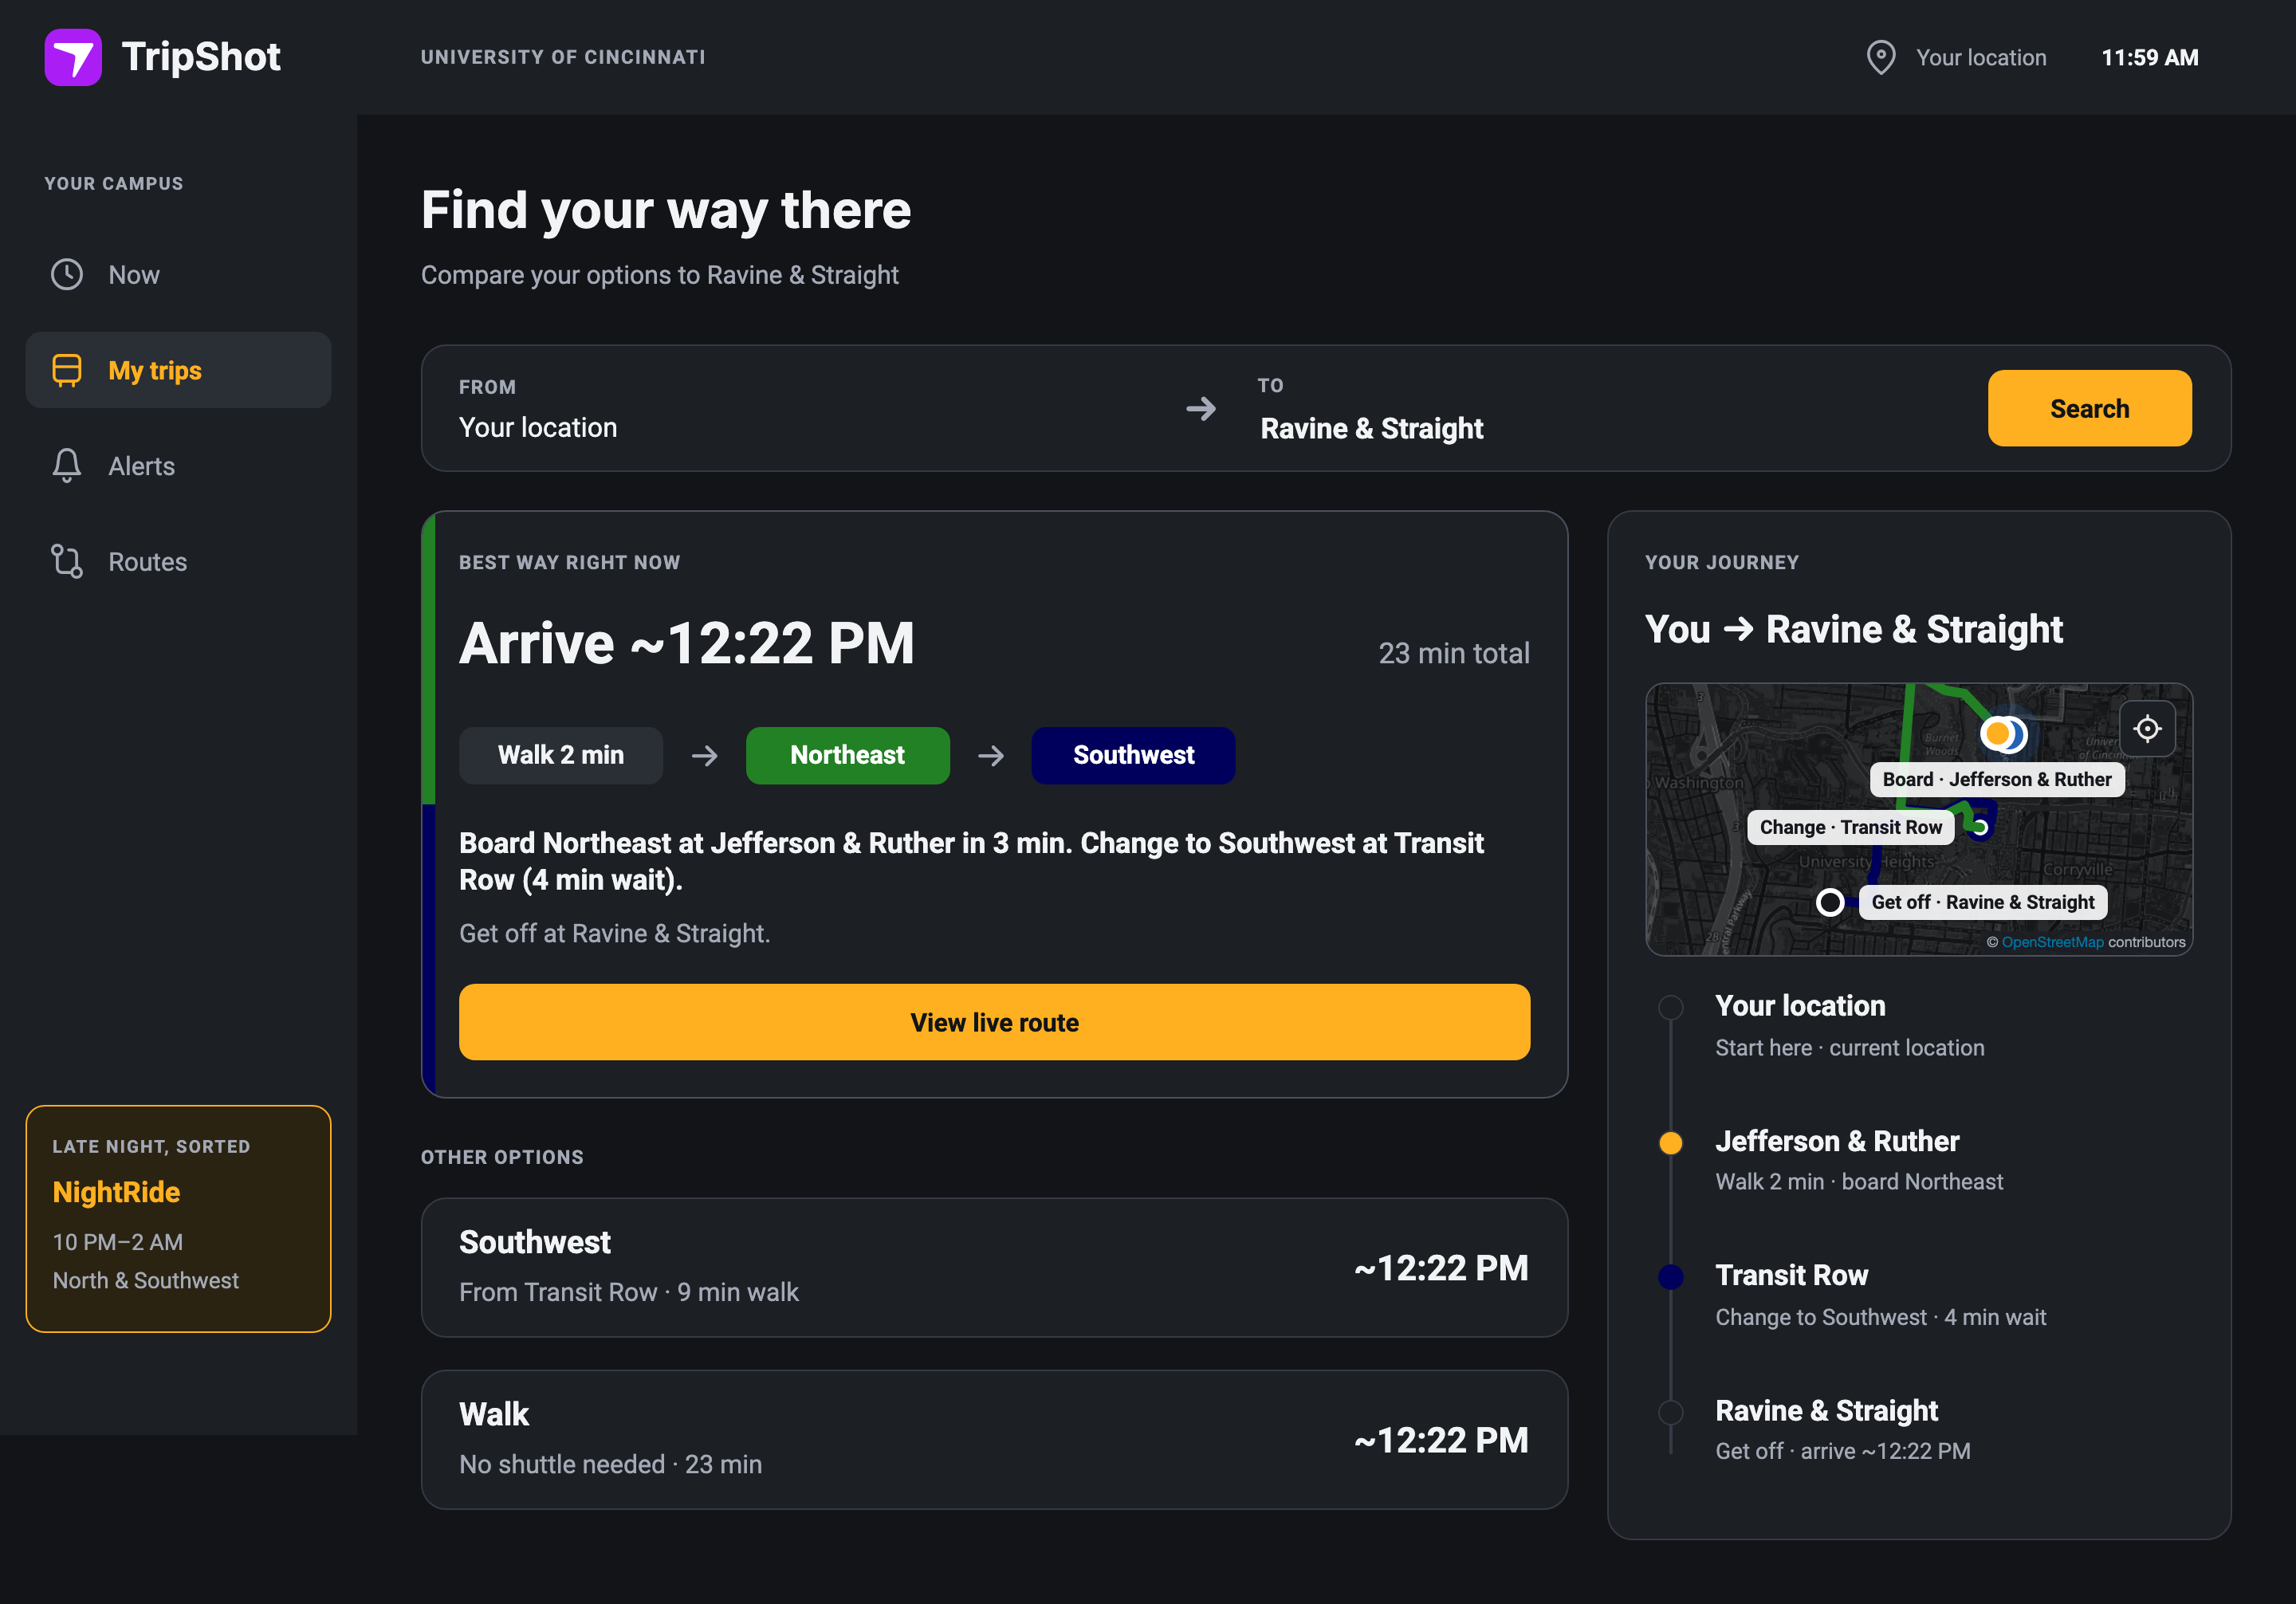 TripShot
UNIVERSITY OF CINCINNATI
Your location
11:59 AM
YOUR CAMPUS
Now
My trips
Alerts
Routes
LATE NIGHT, SORTED
NightRide
10 PM–2 AM
North & Southwest
Find your way there
Compare your options to Ravine & Straight
FROM
Your location
TO
Ravine & Straight
Search
BEST WAY RIGHT NOW
Arrive ~12:22 PM
23 min total
Walk 2 min
Northeast
Southwest
Board Northeast at Jefferson & Ruther in 3 min. Change to Southwest at Transit
Row (4 min wait).
Get off at Ravine & Straight.
View live route
OTHER OPTIONS
Southwest
From Transit Row · 9 min walk
~12:22 PM
Walk
No shuttle needed · 23 min
~12:22 PM
YOUR JOURNEY
You → Ravine & Straight
Burnet
Woods
Washington
Board · Jefferson & Ruther
Change · Transit Row
University Heights
Corryville
Get off · Ravine & Straight
28
© OpenStreetMap contributors
Your location
Start here · current location
Jefferson & Ruther
Walk 2 min · board Northeast
Transit Row
Change to Southwest · 4 min wait
Ravine & Straight
Get off · arrive ~12:22 PM